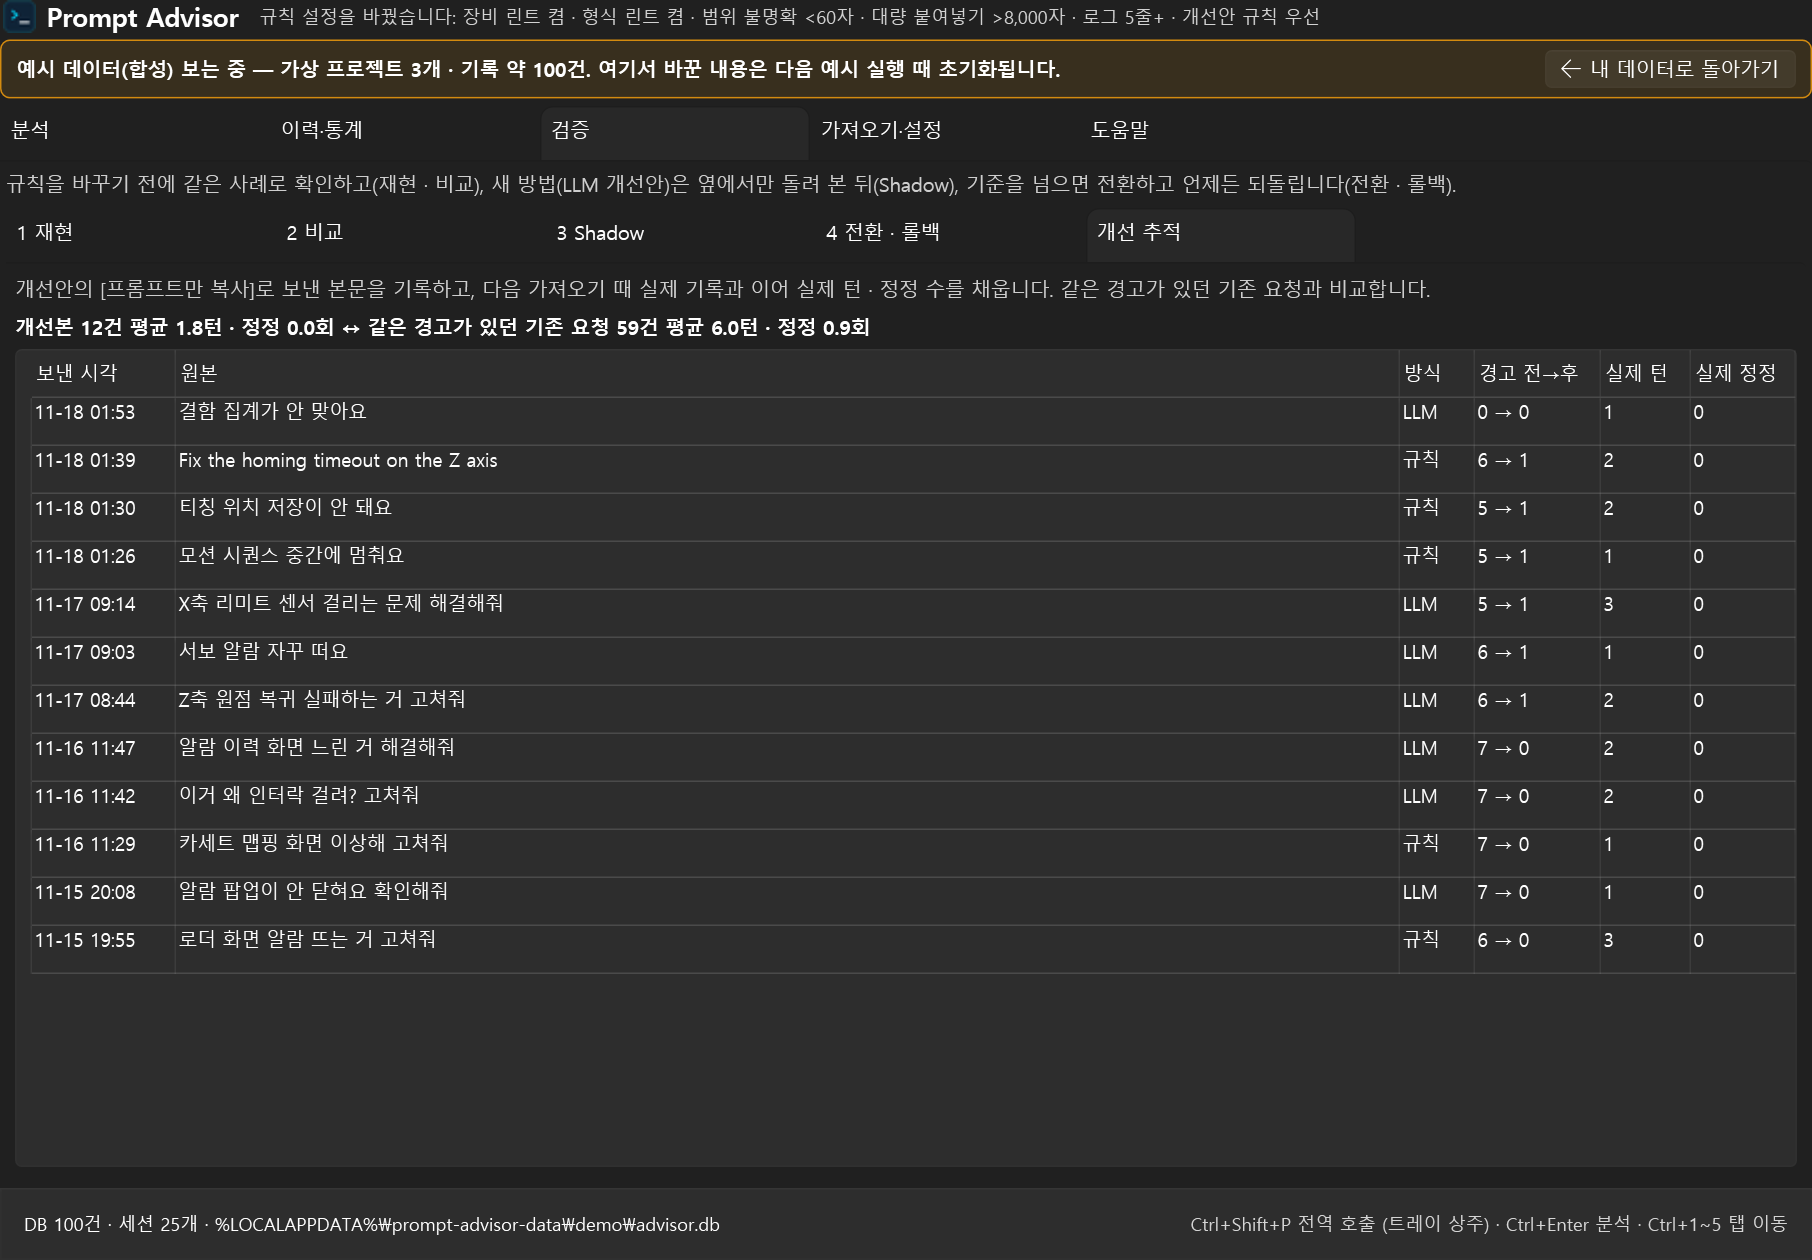 Prompt Advisor 규칙 설정을 바꿨습니다: 장비 린트 켬 · 형식 린트 켬 · 범위 불명확 <60자 · 대량 붙여넣기 >8,000자 · 로그 5줄+ · 개선안 규칙 우선
예시 데이터(합성) 보는 중 — 가상 프로젝트 3개 · 기록 약 100건. 여기서 바꾼 내용은 다음 예시 실행 때 초기화됩니다. ← 내 데이터로 돌아가기
분석 이력·통계 검증 가져오기·설정 도움말
규칙을 바꾸기 전에 같은 사례로 확인하고(재현 · 비교), 새 방법(LLM 개선안)은 옆에서만 돌려 본 뒤(Shadow), 기준을 넘으면 전환하고 언제든 되돌립니다(전환 · 롤백).
1 재현 2 비교 3 Shadow 4 전환 · 롤백 개선 추적
개선안의 [프롬프트만 복사]로 보낸 본문을 기록하고, 다음 가져오기 때 실제 기록과 이어 실제 턴 · 정정 수를 채웁니다. 같은 경고가 있던 기존 요청과 비교합니다.
개선본 12건 평균 1.8턴 · 정정 0.0회 ↔ 같은 경고가 있던 기존 요청 59건 평균 6.0턴 · 정정 0.9회
보낸 시각 원본 방식 경고 전→후 실제 턴 실제 정정
11-18 01:53 결함 집계가 안 맞아요 LLM 0 → 0 1 0
11-18 01:39 Fix the homing timeout on the Z axis 규칙 6 → 1 2 0
11-18 01:30 티칭 위치 저장이 안 돼요 규칙 5 → 1 2 0
11-18 01:26 모션 시퀀스 중간에 멈춰요 규칙 5 → 1 1 0
11-17 09:14 X축 리미트 센서 걸리는 문제 해결해줘 LLM 5 → 1 3 0
11-17 09:03 서보 알람 자꾸 떠요 LLM 6 → 1 1 0
11-17 08:44 Z축 원점 복귀 실패하는 거 고쳐줘 LLM 6 → 1 2 0
11-16 11:47 알람 이력 화면 느린 거 해결해줘 LLM 7 → 0 2 0
11-16 11:42 이거 왜 인터락 걸려? 고쳐줘 LLM 7 → 0 2 0
11-16 11:29 카세트 맵핑 화면 이상해 고쳐줘 규칙 7 → 0 1 0
11-15 20:08 알람 팝업이 안 닫혀요 확인해줘 LLM 7 → 0 1 0
11-15 19:55 로더 화면 알람 뜨는 거 고쳐줘 규칙 6 → 0 3 0
DB 100건 · 세션 25개 · %LOCALAPPDATA%₩prompt-advisor-data₩demo₩advisor.db Ctrl+Shift+P 전역 호출 (트레이 상주) · Ctrl+Enter 분석 · Ctrl+1~5 탭 이동